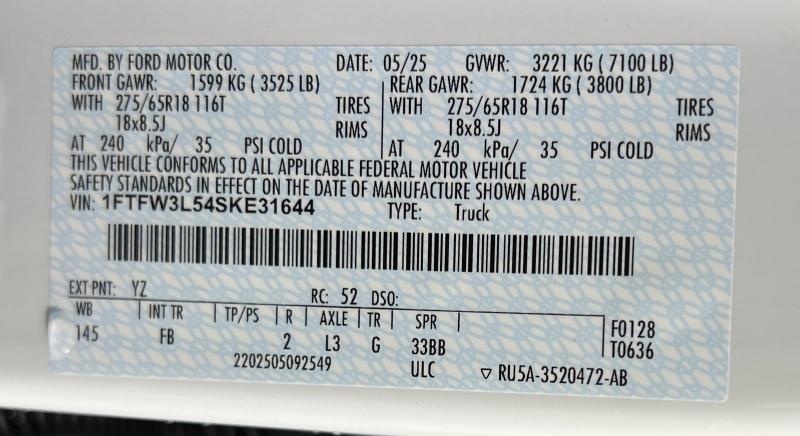 MFD. BY FORD MOTOR CO. DATE: 05/25 GVWR: 3221 KG ( 7100 LB)
FRONT GAWR: 1599 KG ( 3525 LB) REAR GAWR: 1724 KG ( 3800 LB)
WITH 275/65R18 116T TIRES WITH 275/65R18 116T TIRES
18x8.5J RIMS 18x8.5J RIMS
AT 240 kPa/ 35 PSI COLD AT 240 kPa/ 35 PSI COLD
THIS VEHICLE CONFORMS TO ALL APPLICABLE FEDERAL MOTOR VEHICLE
SAFETY STANDARDS IN EFFECT ON THE DATE OF MANUFACTURE SHOWN ABOVE.
VIN: 1FTFW3L54SKE31644 TYPE: Truck
EXT PNT: YZ RC: 52 DSO:
WB INT TR TP/PS R AXLE TR SPR F0128
145 FB 2 L3 G 33BB T0636
2202505092549 ULC ▽ RU5A-3520472-AB